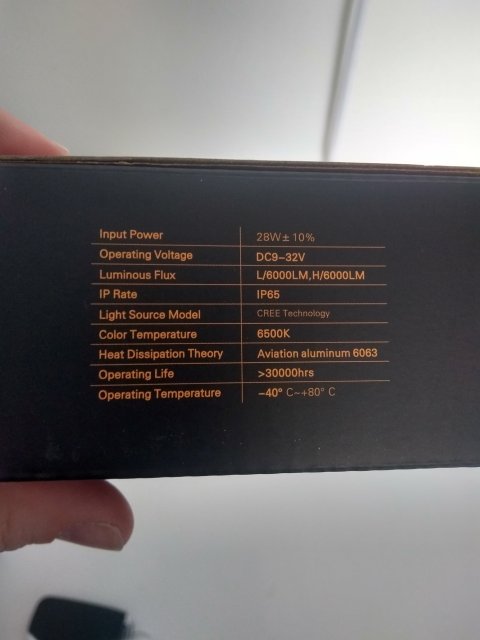 Input Power 28W±10%
Operating Voltage DC9-32V
Luminous Flux L/6000LM,H/6000LM
IP Rate IP65
Light Source Model CREE Technology
Color Temperature 6500K
Heat Dissipation Theory Aviation aluminum 6063
Operating Life >30000hrs
Operating Temperature -40° C~+80° C